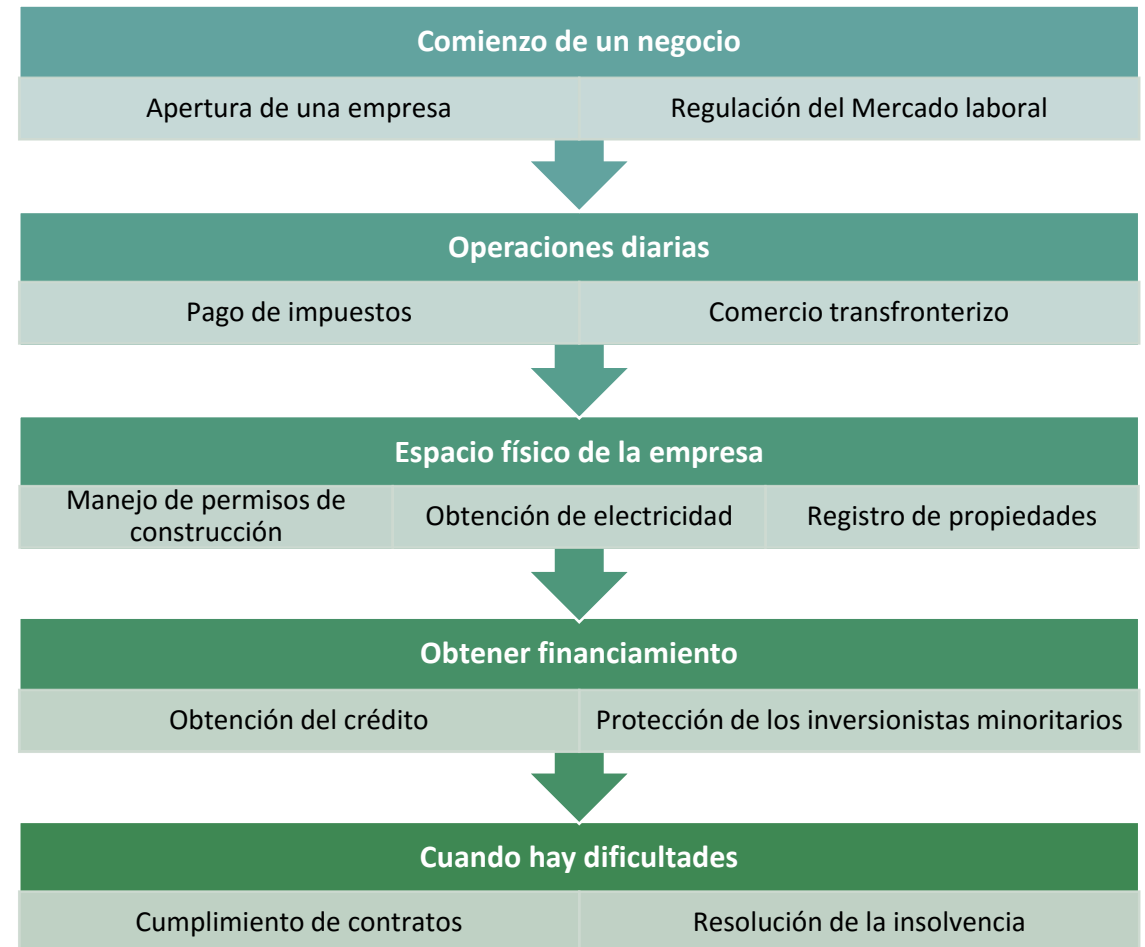 Comienzo de un negocio
Apertura de una empresa
Regulación del Mercado laboral
Operaciones diarias
Pago de impuestos
Comercio transfronterizo
Espacio físico de la empresa
Manejo de permisos de
construcción
Obtención de electricidad
Registro de propiedades
Obtener financiamiento
Obtención del crédito
Protección de los inversionistas minoritarios
Cuando hay dificultades
Cumplimiento de contratos
Resolución de la insolvencia